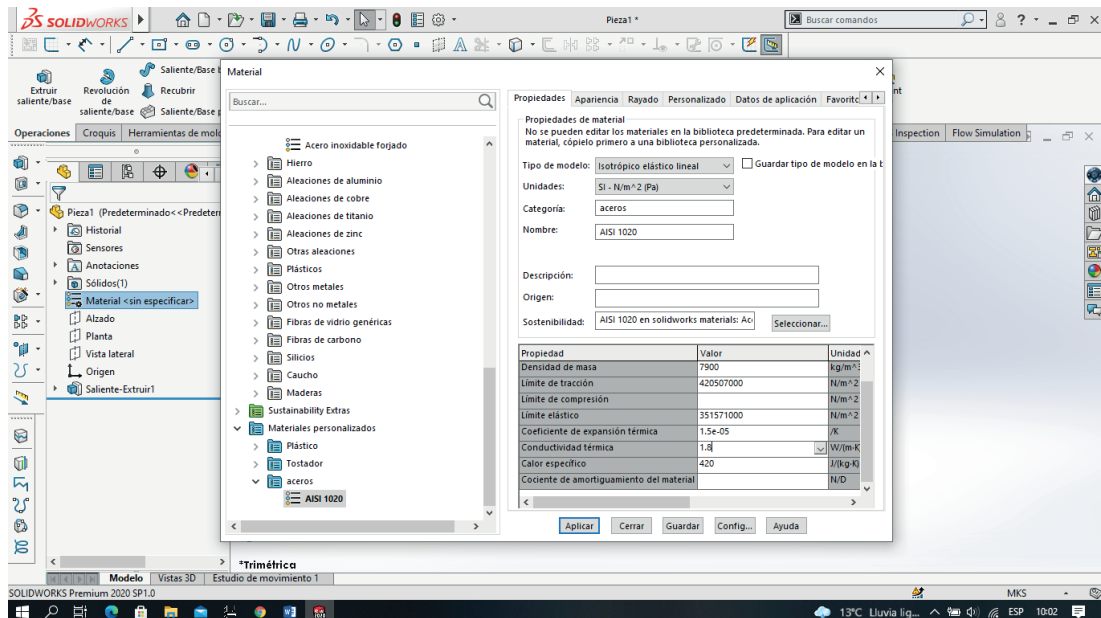 SOLIDWORKS
Pieza1 *
Buscar comandos
Extruir saliente/base
Revolución de saliente/base
Saliente/Base b
Recubrir
Saliente/Base p
Operaciones
Croquis
Herramientas de mold
Inspection
Flow Simulation
Pieza1 (Predeterminado<<Predeterm
Historial
Sensores
Anotaciones
Sólidos(1)
Material <sin especificar>
Alzado
Planta
Vista lateral
Origen
Saliente-Extruir1
Material
Buscar...
Acero inoxidable forjado
Hierro
Aleaciones de aluminio
Aleaciones de cobre
Aleaciones de titanio
Aleaciones de zinc
Otras aleaciones
Plásticos
Otros metales
Otros no metales
Fibras de vidrio genéricas
Fibras de carbono
Silicios
Caucho
Maderas
Sustainability Extras
Materiales personalizados
Plástico
Tostador
aceros
AISI 1020
Propiedades
Apariencia
Rayado
Personalizado
Datos de aplicación
Favoritc
Propiedades de material
No se pueden editar los materiales en la biblioteca predeterminada. Para editar un
material, cópielo primero a una biblioteca personalizada.
Tipo de modelo: Isotrópico elástico lineal
Guardar tipo de modelo en la b
Unidades: SI - N/m^2 (Pa)
Categoría: aceros
Nombre: AISI 1020
Descripción:
Origen:
Sostenibilidad: AISI 1020 en solidworks materials: Ac
Seleccionar...
Propiedad Valor Unidad
Densidad de masa 7900 kg/m^3
Límite de tracción 420507000 N/m^2
Límite de compresión N/m^2
Límite elástico 351571000 N/m^2
Coeficiente de expansión térmica 1.5e-05 /K
Conductividad térmica 1.8 W/(m·K
Calor específico 420 J/(kg·K)
Cociente de amortiguamiento del material N/D
Aplicar
Cerrar
Guardar
Config...
Ayuda
*Trimétrica
Modelo
Vistas 3D
Estudio de movimiento 1
SOLIDWORKS Premium 2020 SP1.0
MKS
13°C Lluvia lig...
ESP
10:02